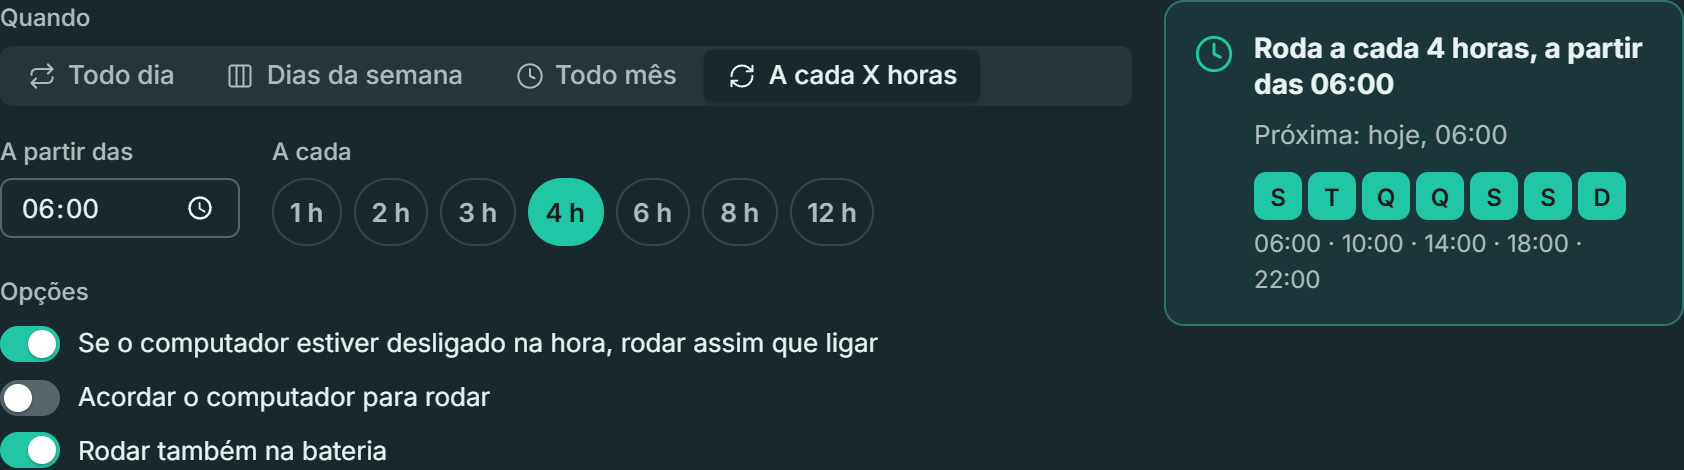 Quando
Todo dia
Dias da semana
Todo mês
A cada X horas
A partir das
A cada
06:00
1 h
2 h
3 h
4 h
6 h
8 h
12 h
Opções
Se o computador estiver desligado na hora, rodar assim que ligar
Acordar o computador para rodar
Rodar também na bateria
Roda a cada 4 horas, a partir
das 06:00
Próxima: hoje, 06:00
S T Q Q S S D
06:00 · 10:00 · 14:00 · 18:00 ·
22:00